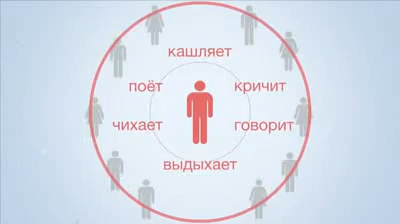 кашляет
поёт
кричит
чихает
говорит
выдыхает